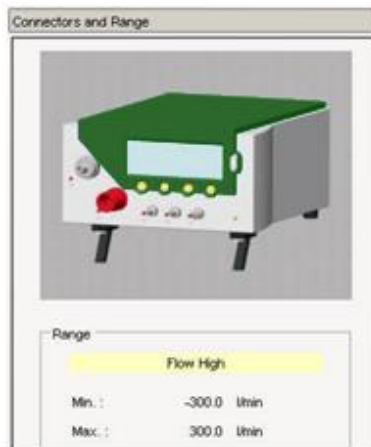 Connectors and Range
Range
Flow High
Min. : -300.0 l/min
Max. : 300.0 l/min